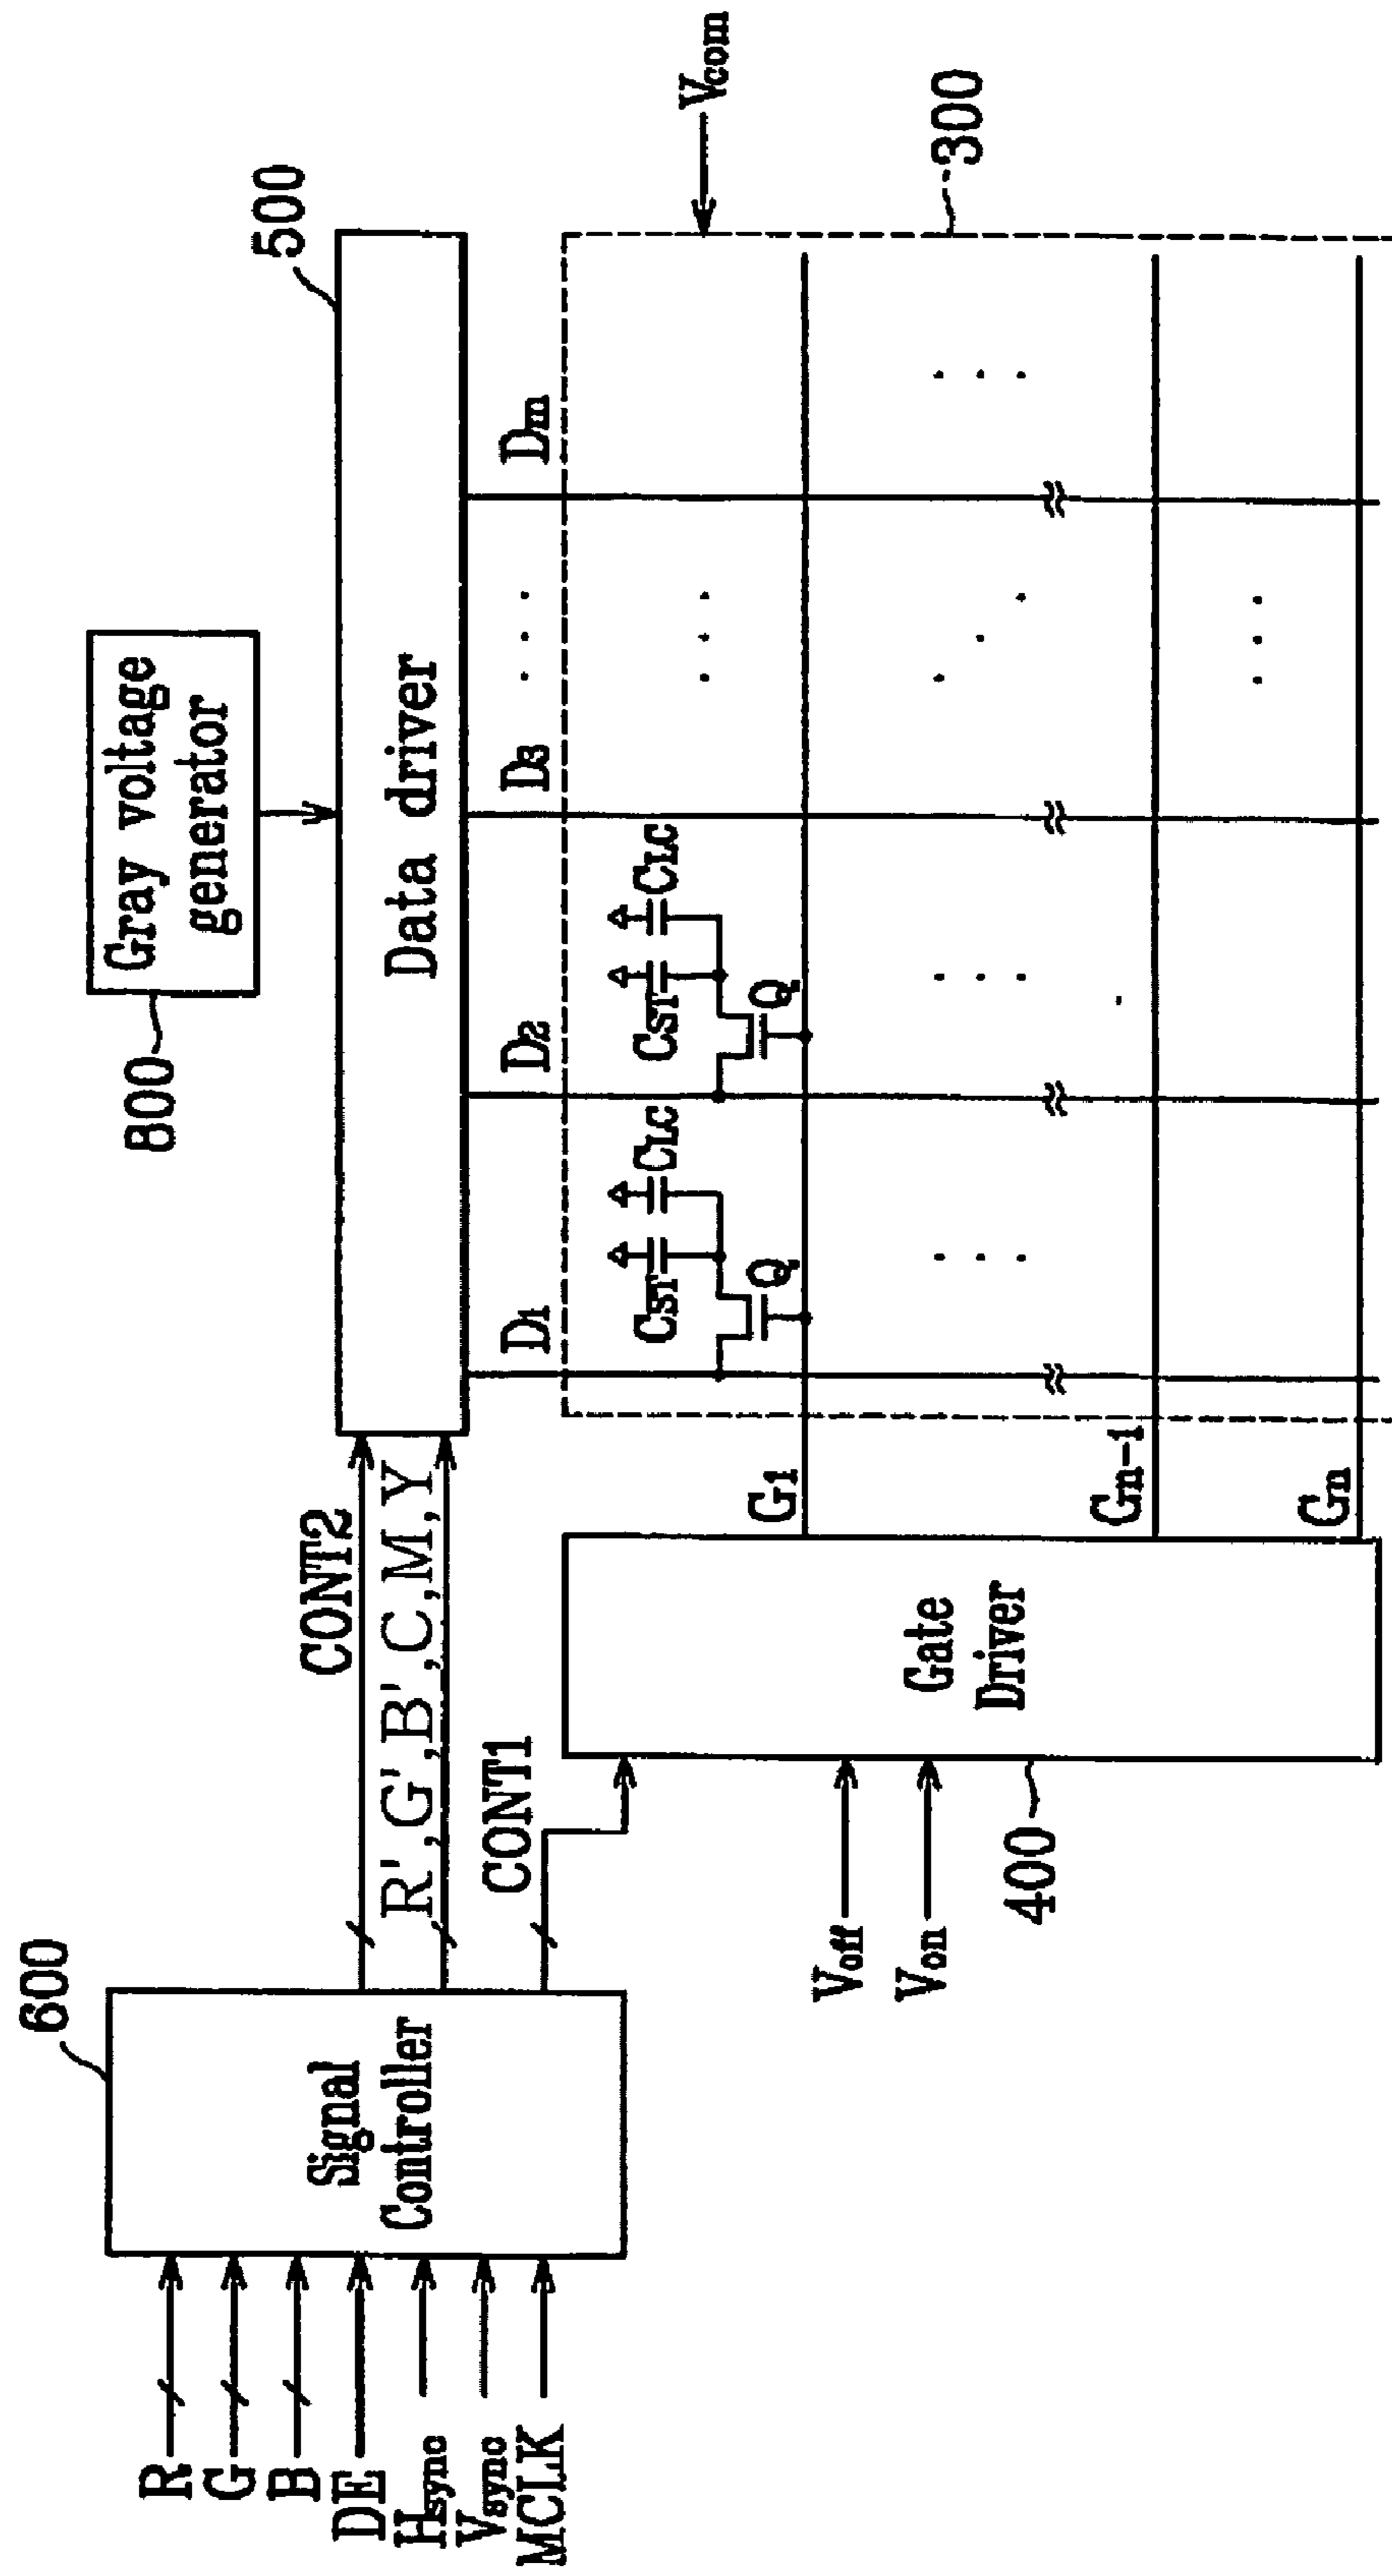 600
R
G
B
DE
Hsync
Vsync
MCLK
Signal
Controller
CONT2
R',G',B',C,M,Y
CONT1
800
Gray voltage
generator
500
Data driver
D1
D2
D3
Dm
Vcom
300
CST
CLC
Q
CST
CLC
Q
Voff
Von
400
Gate
Driver
G1
Gn-1
Gn